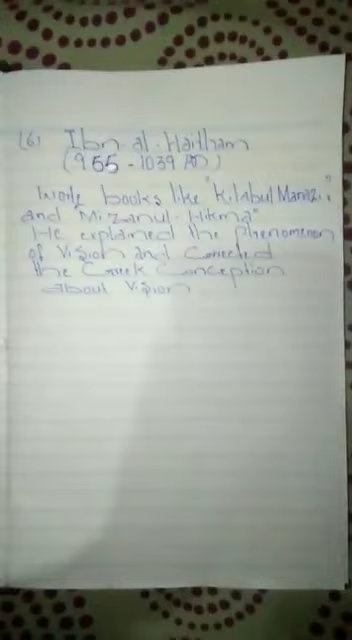 (6) Ibn-al-Haitham
(955 - 1039 AD)
Wrote books like "Kitabul Manazir"
and "Mizanul-Hikma"
He explained the phenomenon
of Vision and Corrected
the Greek Conception
about Vision